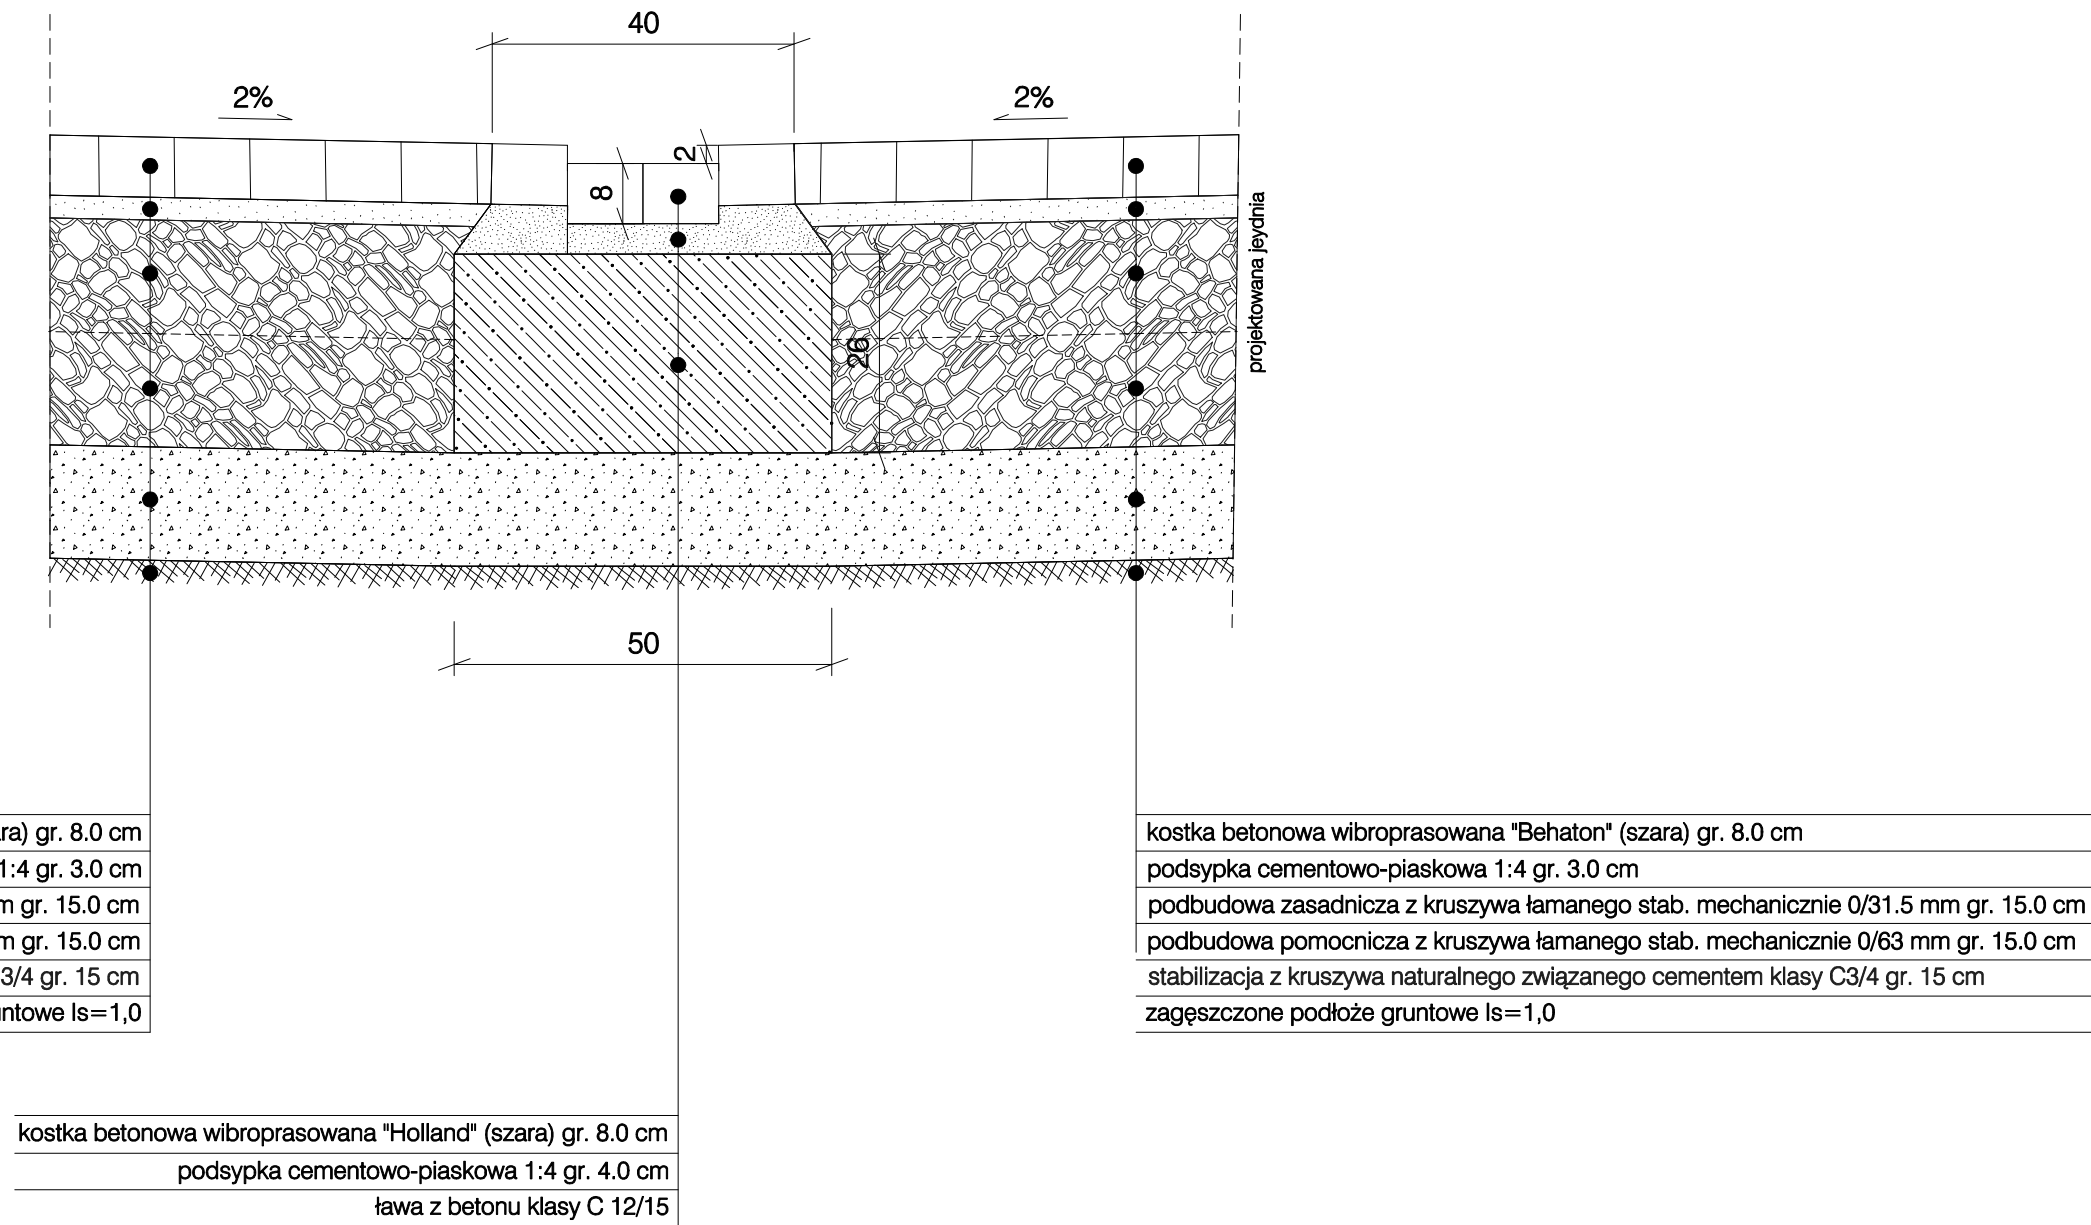 40
2%
2%
2
8
projektowana jeydnia
26
50
ra) gr. 8.0 cm
1:4 gr. 3.0 cm
m gr. 15.0 cm
m gr. 15.0 cm
3/4 gr. 15 cm
ntowe Is=1,0
kostka betonowa wibroprasowana "Behaton" (szara) gr. 8.0 cm
podsypka cementowo-piaskowa 1:4 gr. 3.0 cm
podbudowa zasadnicza z kruszywa łamanego stab. mechanicznie 0/31.5 mm gr. 15.0 cm
podbudowa pomocnicza z kruszywa łamanego stab. mechanicznie 0/63 mm gr. 15.0 cm
stabilizacja z kruszywa naturalnego związanego cementem klasy C3/4 gr. 15 cm
zagęszczone podłoże gruntowe Is=1,0
kostka betonowa wibroprasowana "Holland" (szara) gr. 8.0 cm
podsypka cementowo-piaskowa 1:4 gr. 4.0 cm
ława z betonu klasy C 12/15